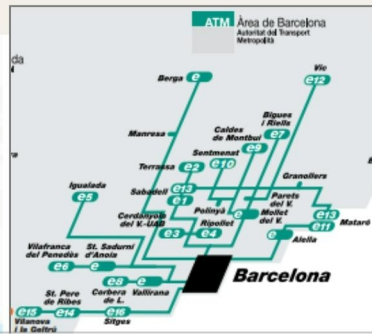 ATM Àrea de Barcelona
Autoritat del Transport
Metropolità
da
Berga e
Vic
e12
Bigues
i Riells
e7
Caldes
de Montbui
e9
Manresa
Sentmenat
e10
Terrassa e2
Granollers
Igualada
e5
Sabadell e13
e1
Parets
del V.
Polinyà
e Mollet
del V.
e13
e11
Mataró
Cerdanyola
del V.-UAB
e3
Ripollet
e4
e
Alella
Vilafranca
del Penedès
e6
St. Sadurní
d'Anoia
e
Barcelona
e8
Corbera
de L.
e
Vallirana
St. Pere
de Ribes
e15
e14
e16
Vilanova
i la Geltrú
Sitges